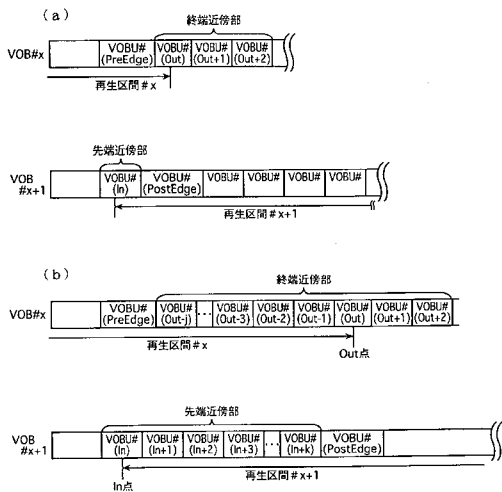 (a)
終端近傍部
VOB#x
VOBU#
(PreEdge)
VOBU#
(Out)
VOBU#
(Out+1)
VOBU#
(Out+2)
再生区間#x
先端近傍部
VOB
#x+1
VOBU#
(In)
VOBU#
(PostEdge)
VOBU#
VOBU#
VOBU#
VOBU#
再生区間#x+1
(b)
終端近傍部
VOB#x
VOBU#
(PreEdge)
VOBU#
(Out-j)
...
VOBU#
(Out-3)
VOBU#
(Out-2)
VOBU#
(Out-1)
VOBU#
(Out)
VOBU#
(Out+1)
VOBU#
(Out+2)
再生区間#x
Out点
先端近傍部
VOB
#x+1
VOBU#
(In)
VOBU#
(In+1)
VOBU#
(In+2)
VOBU#
(In+3)
...
VOBU#
(In+k)
VOBU#
(PostEdge)
再生区間#x+1
In点